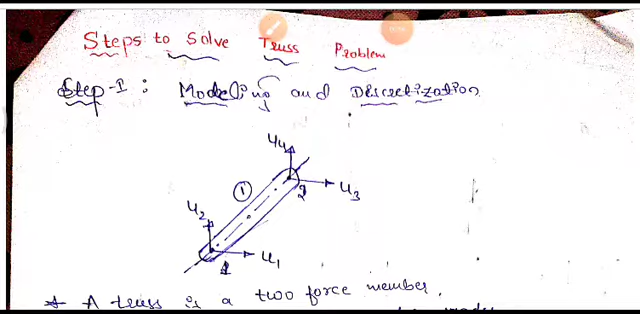 Steps to Solve Truss Problem
Step-1: Modeling and Discretization
u4
1
2
u3
u2
1
u1
* A truss is a two force member.